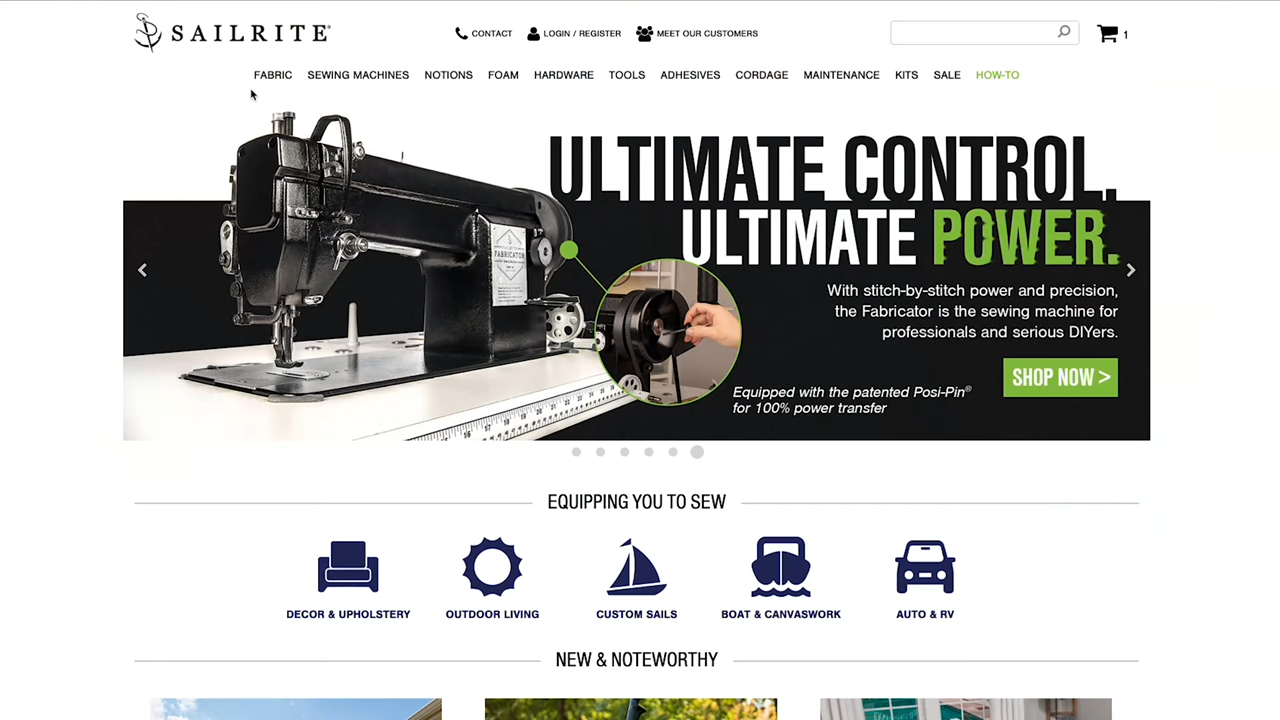 SAILRITE®
CONTACT
LOGIN / REGISTER
MEET OUR CUSTOMERS
1
FABRIC
SEWING MACHINES
NOTIONS
FOAM
HARDWARE
TOOLS
ADHESIVES
CORDAGE
MAINTENANCE
KITS
SALE
HOW-TO
ULTIMATE CONTROL.
ULTIMATE POWER.
SAILRITE
FABRICATOR
With stitch-by-stitch power and precision,
the Fabricator is the sewing machine for
professionals and serious DIYers.
SHOP NOW >
Equipped with the patented Posi-Pin®
for 100% power transfer
EQUIPPING YOU TO SEW
DECOR & UPHOLSTERY
OUTDOOR LIVING
CUSTOM SAILS
BOAT & CANVASWORK
AUTO & RV
NEW & NOTEWORTHY